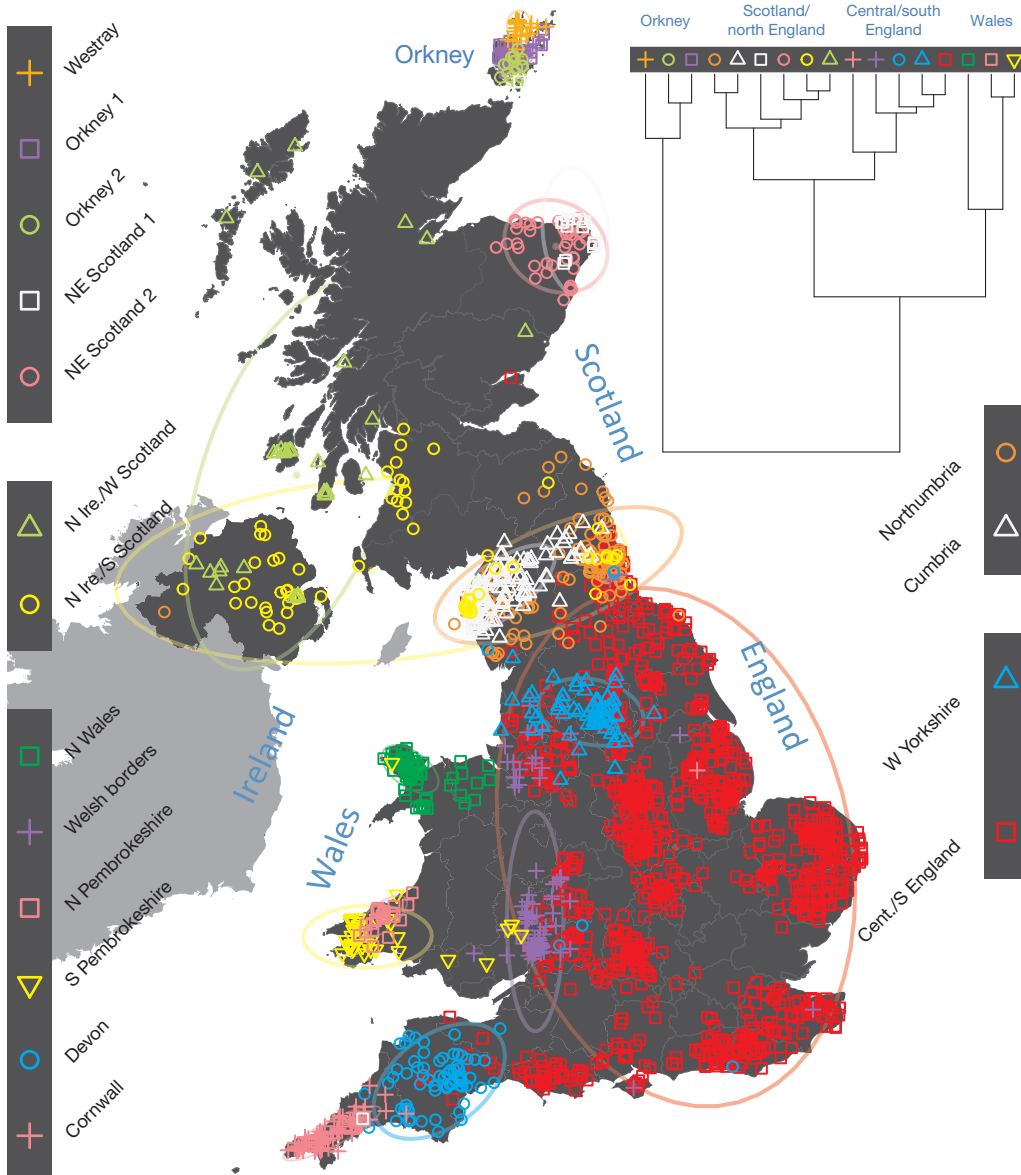 Orkney
Scotland/
north England
Central/south
England
Wales
Westray
Orkney 1
Orkney 2
NE Scotland 1
NE Scotland 2
N Ire./W Scotland
N Ire./S Scotland
N Wales
Welsh borders
N Pembrokeshire
S Pembrokeshire
Devon
Cornwall
Orkney
Scotland
England
Ireland
Wales
Northumbria
Cumbria
W Yorkshire
Cent./S England